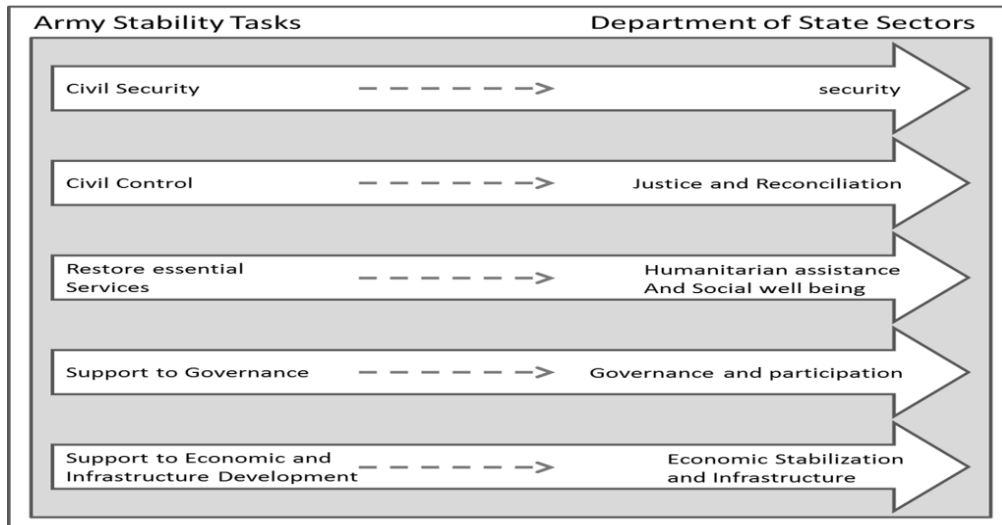 Army Stability Tasks Department of State Sectors
Civil Security security
Civil Control Justice and Reconciliation
Restore essential
Services
Humanitarian assistance
And Social well being
Support to Governance Governance and participation
Support to Economic and
Infrastructure Development
Economic Stabilization
and Infrastructure